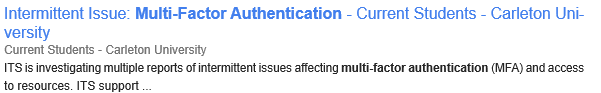 Intermittent Issue: Multi-Factor Authentication - Current Students - Carleton Uni-
versity
Current Students - Carleton University
ITS is investigating multiple reports of intermittent issues affecting multi-factor authentication (MFA) and access
to resources. ITS support ...